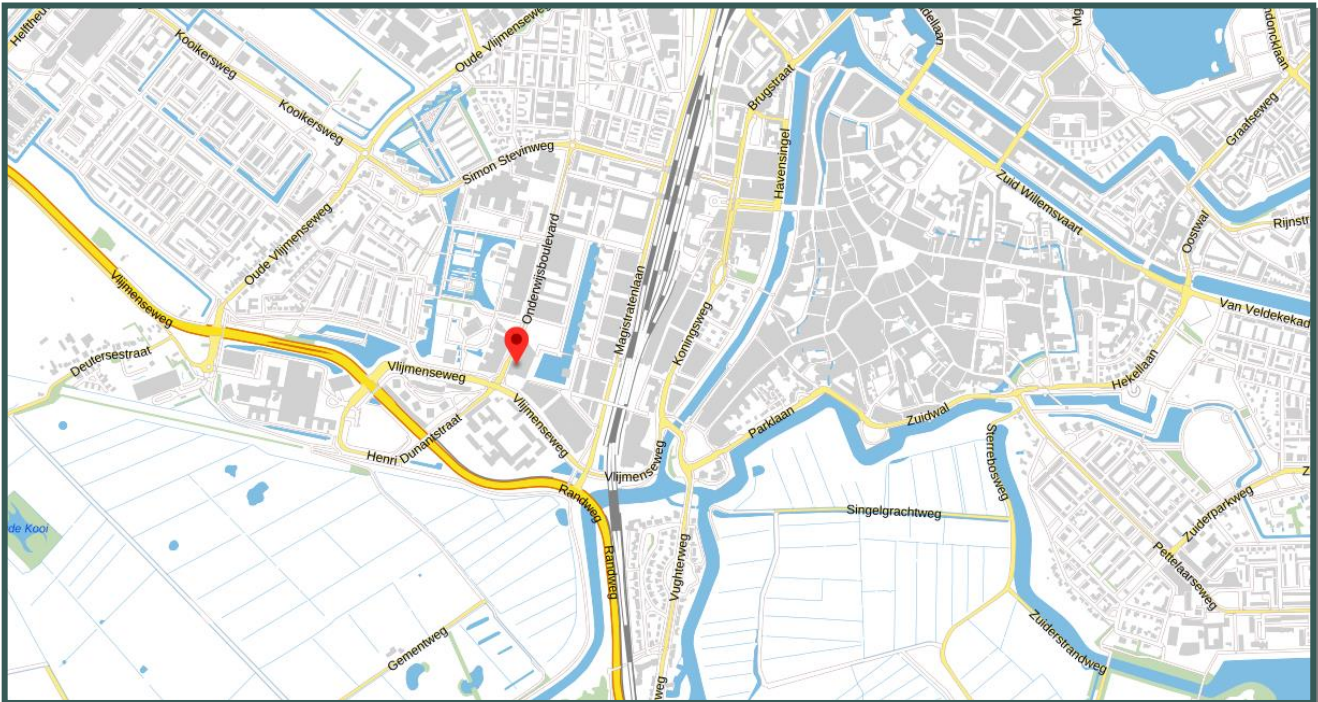 Oude Vlijmenseweg
Kooikersweg
Brugstraat
Graafseweg
Kooikersweg
Simon Stevinweg
Havensingel
Zuid Willemsvaart
Oude Vlijmenseweg
Onderwijsboulevard
Oostwal
Rijnstr
Vlijmenseweg
Magistratenlaan
Koningsweg
Van Veldekekad
Deutersestraat
Vlijmenseweg
Hekellaan
Vlijmenseweg
Parklaan
Zuidwal
Henri Dunantstraat
Sterrebosweg
Vlijmenseweg
Randweg
Singelgrachtweg
Zuiderparkweg
Z
de Kooi
Randweg
Vughterweg
Pettelaarseweg
Gementweg
Zuiderstrandweg
weg